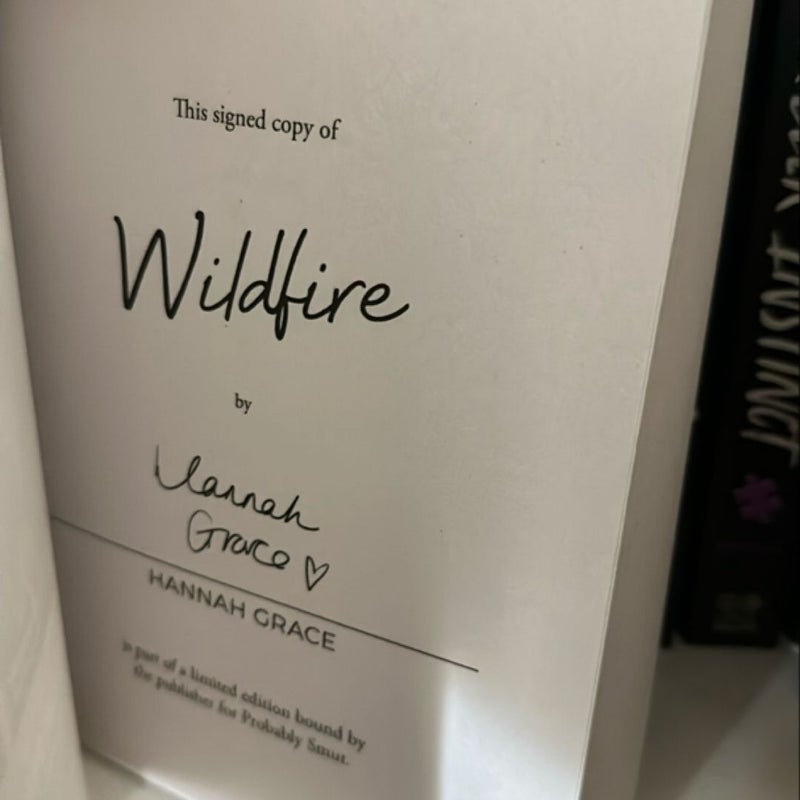 This signed copy of
Wildfire
by
Hannah
Grace ♡
HANNAH GRACE
is part of a limited edition bound by
the publisher for Probably Smut.
INSTINCT